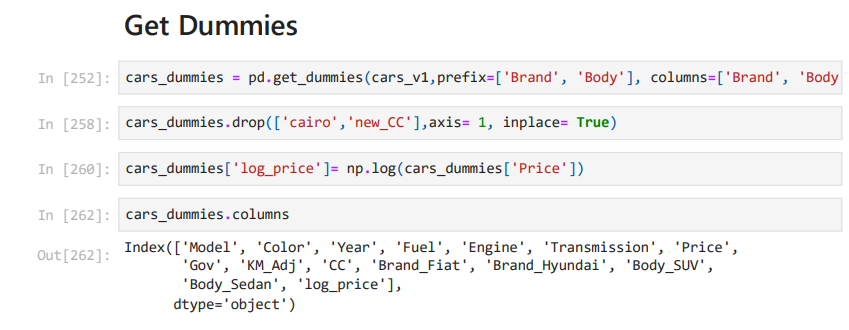 Get Dummies
In [252]: cars_dummies = pd.get_dummies(cars_v1,prefix=['Brand', 'Body'], columns=['Brand', 'Body
In [258]: cars_dummies.drop(['cairo','new_CC'],axis= 1, inplace= True)
In [260]: cars_dummies['log_price']= np.log(cars_dummies['Price'])
In [262]: cars_dummies.columns
Out[262]: Index(['Model', 'Color', 'Year', 'Fuel', 'Engine', 'Transmission', 'Price',
'Gov', 'KM_Adj', 'CC', 'Brand_Fiat', 'Brand_Hyundai', 'Body_SUV',
'Body_Sedan', 'log_price'],
dtype='object')